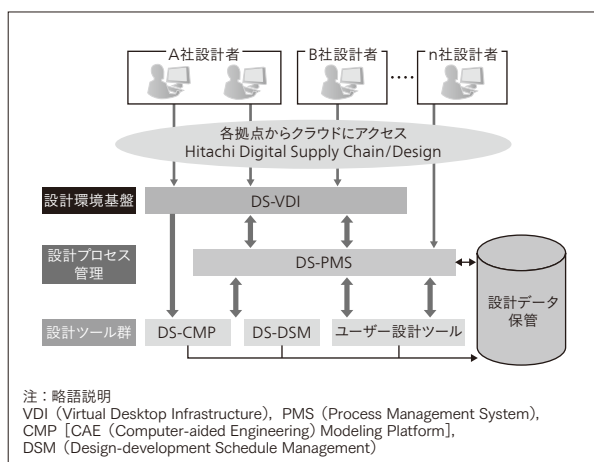 A社設計者
B社設計者
n社設計者
各拠点からクラウドにアクセス
Hitachi Digital Supply Chain/Design
設計環境基盤
DS-VDI
設計プロセス
管理
DS-PMS
設計データ
保管
設計ツール群
DS-CMP
DS-DSM
ユーザー設計ツール
注：略語説明
VDI（Virtual Desktop Infrastructure)， PMS（Process Management System)，
CMP［CAE（Computer-aided Engineering) Modeling Platform]，
DSM（Design-development Schedule Management）